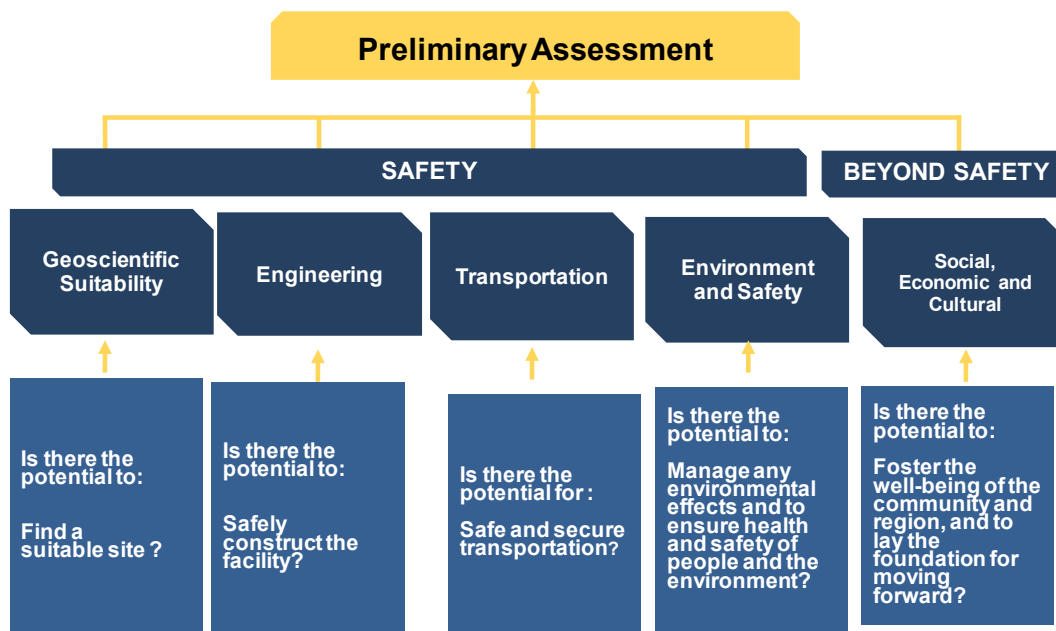 Preliminary Assessment
SAFETY
BEYOND SAFETY
Geoscientific
Suitability
Engineering
Transportation
Environment
and Safety
Social,
Economic and
Cultural
Is there the
potential to:
Find a
suitable site ?
Is there the
potential to:
Safely
construct the
facility?
Is there the
potential for :
Safe and secure
transportation?
Is there the
potential to:
Manage any
environmental
effects and to
ensure health
and safety of
people and the
environment?
Is there the
potential to:
Foster the
well-being of the
community and
region, and to
lay the
foundation for
moving
forward?